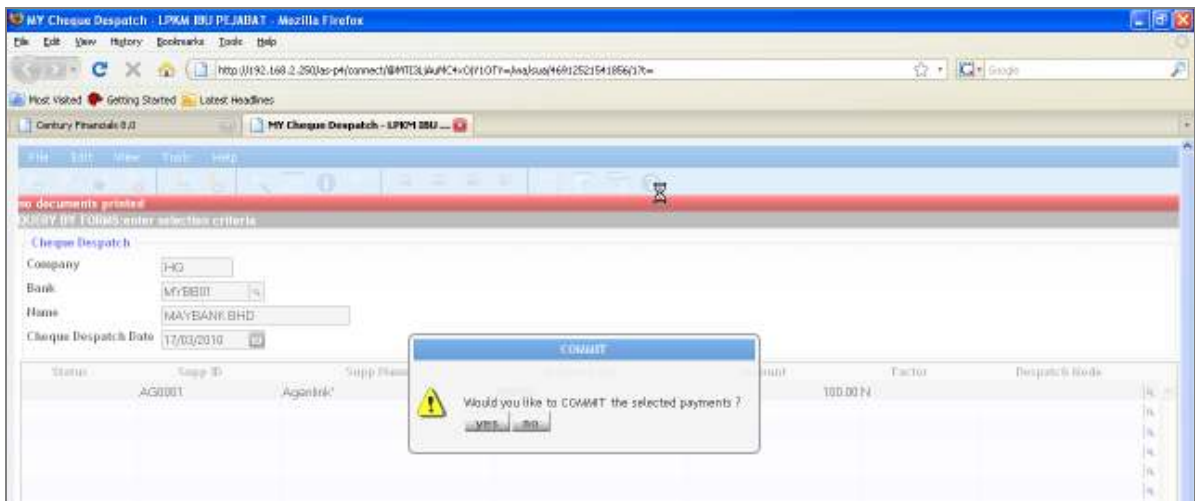 MY Cheque Despatch - LPKM IBU PEJABAT - Mozilla Firefox
File Edit View History Bookmarks Tools Help
Google
Most Visited Getting Started Latest Headlines
Century Financials 8.0 MY Cheque Despatch - LPKM IBU ...
File Edit View Tools Help
no documents printed
QUERY BY FORMS:enter selection criteria
Cheque Despatch
Company HQ
Bank MYBB01
Name MAYBANK BHD
Cheque Despatch Date 17/03/2010
COMMIT
Status Supp ID Supp Name Factor Despatch Mode
AG0001 100.00 N
Would you like to COMMIT the selected payments ?
yes no